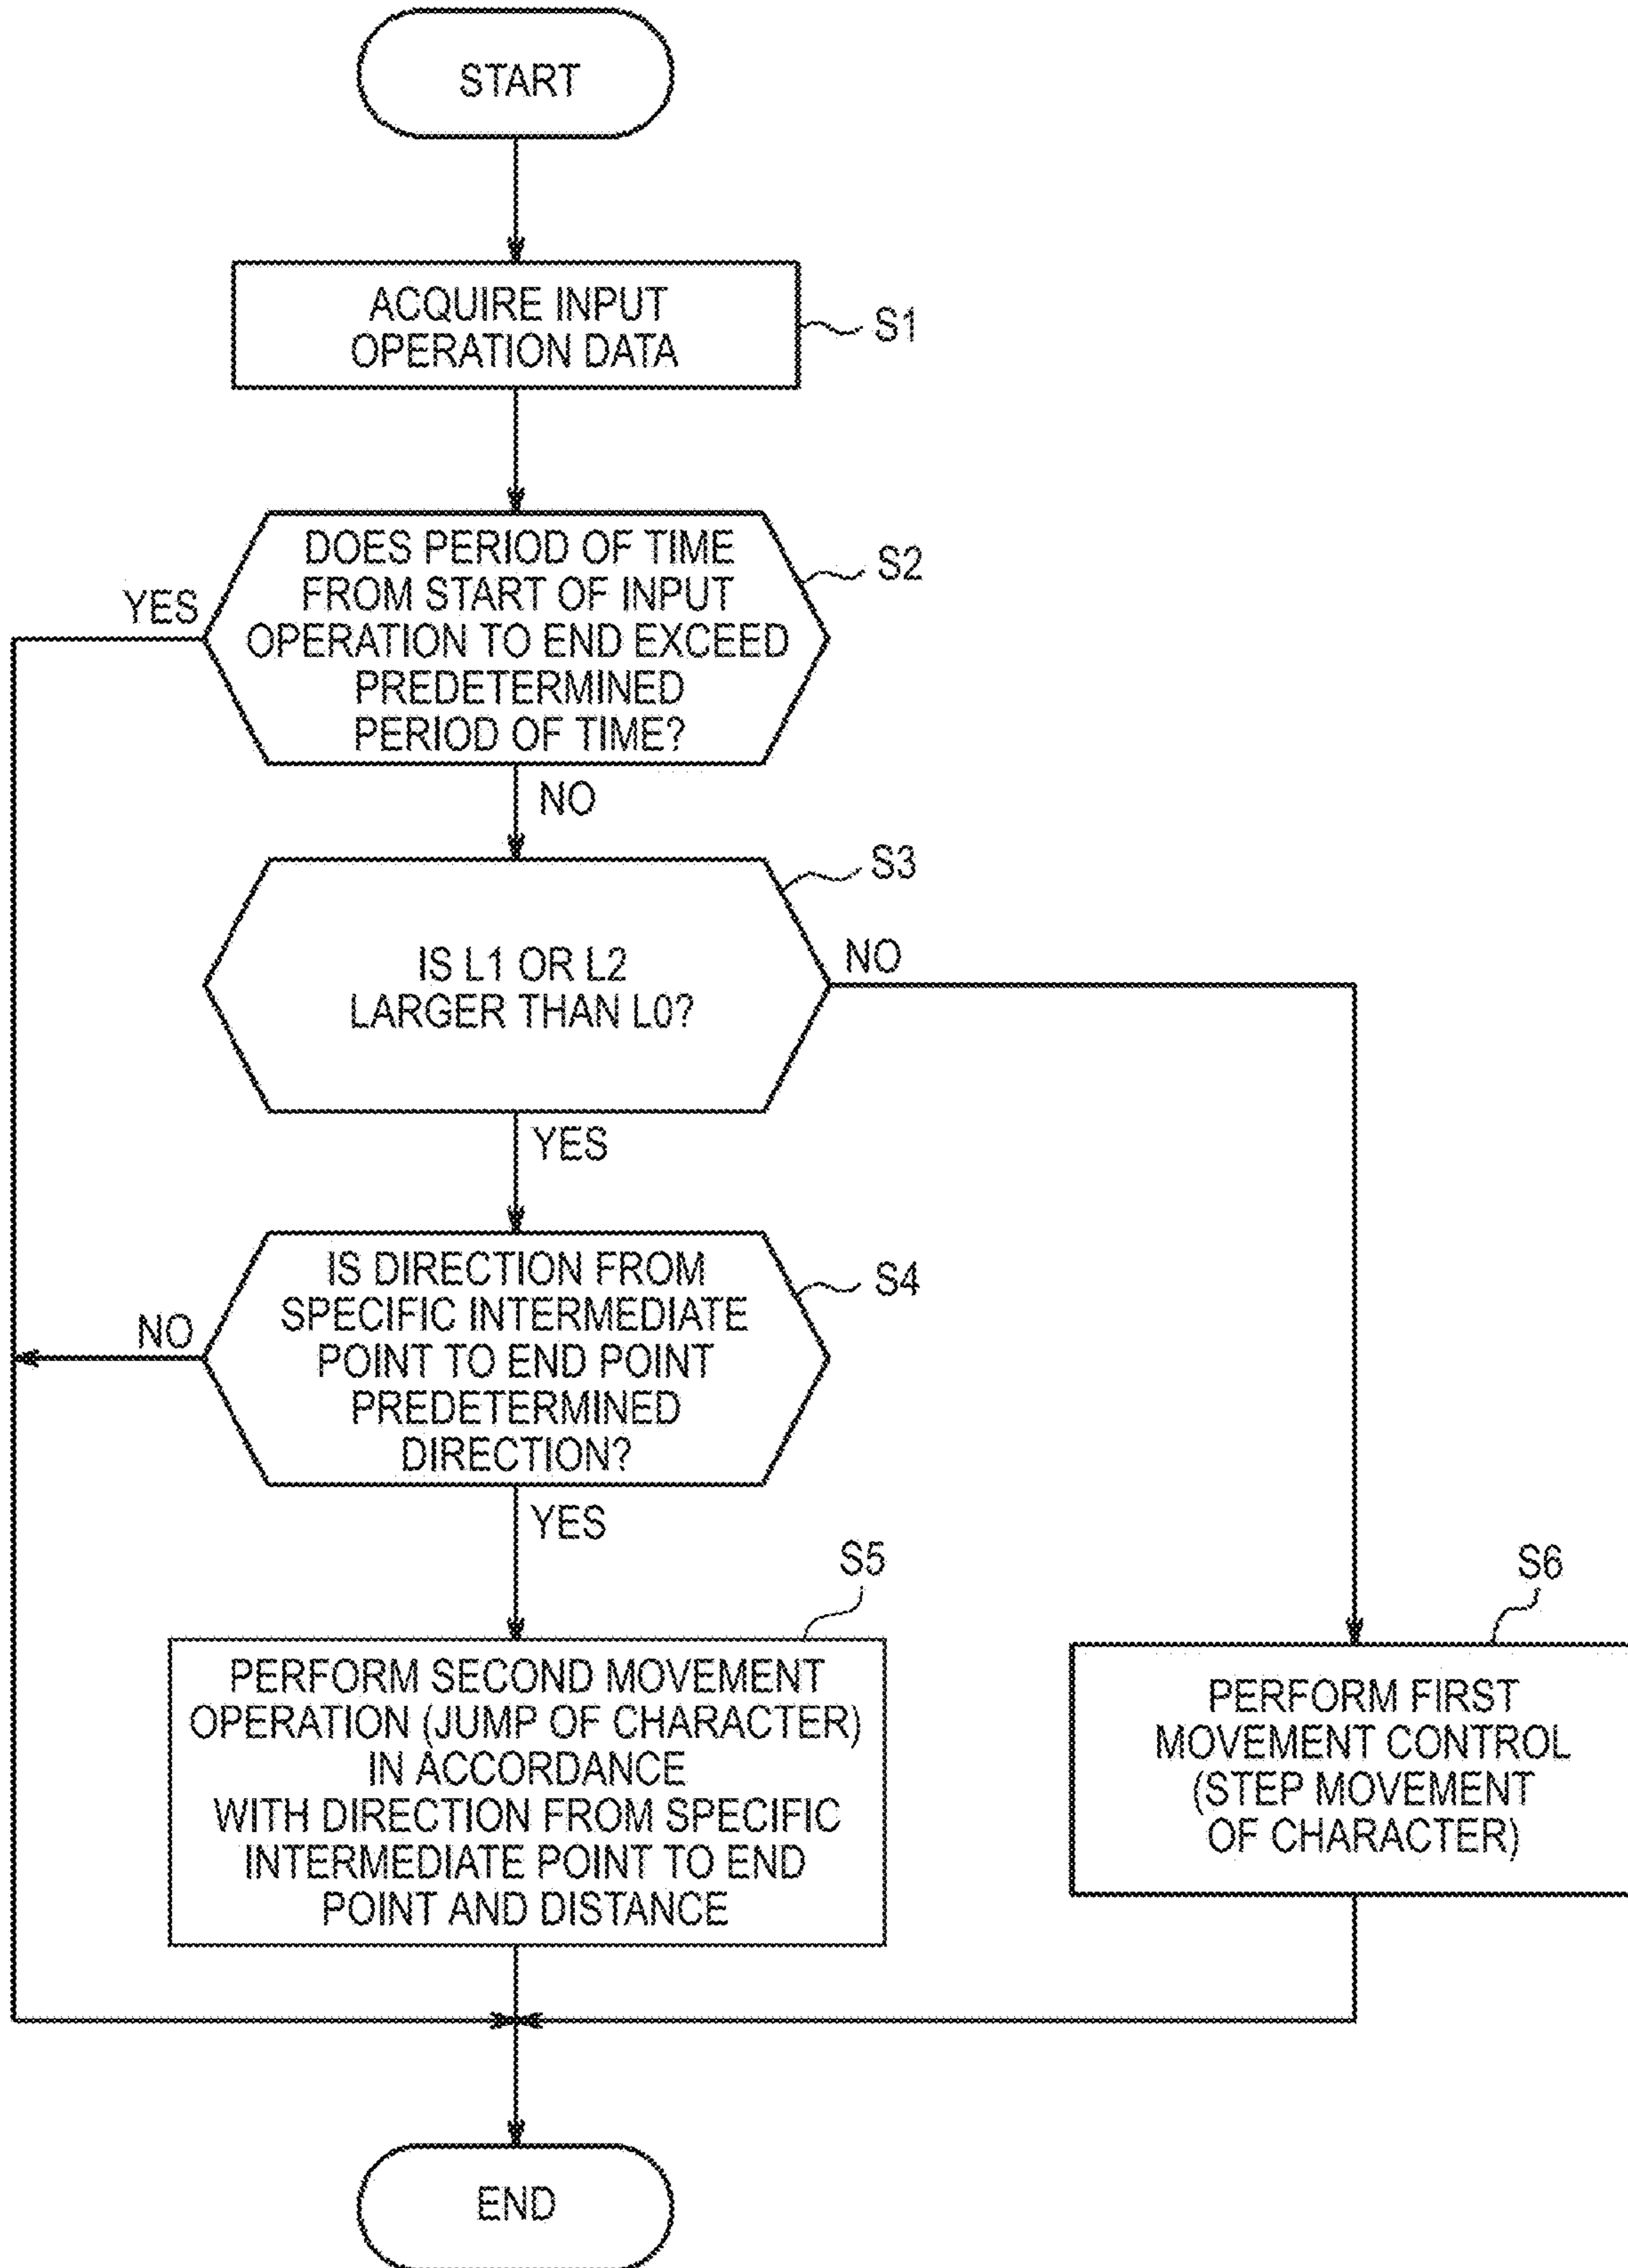 START
ACQUIRE INPUT
OPERATION DATA
S1
DOES PERIOD OF TIME
FROM START OF INPUT
OPERATION TO END EXCEED
PREDETERMINED
PERIOD OF TIME?
S2
YES
NO
S3
IS L1 OR L2
LARGER THAN L0?
NO
YES
IS DIRECTION FROM
SPECIFIC INTERMEDIATE
POINT TO END POINT
PREDETERMINED
DIRECTION?
S4
NO
YES
S5
PERFORM SECOND MOVEMENT
OPERATION (JUMP OF CHARACTER)
IN ACCORDANCE
WITH DIRECTION FROM SPECIFIC
INTERMEDIATE POINT TO END
POINT AND DISTANCE
S6
PERFORM FIRST
MOVEMENT CONTROL
(STEP MOVEMENT
OF CHARACTER)
END